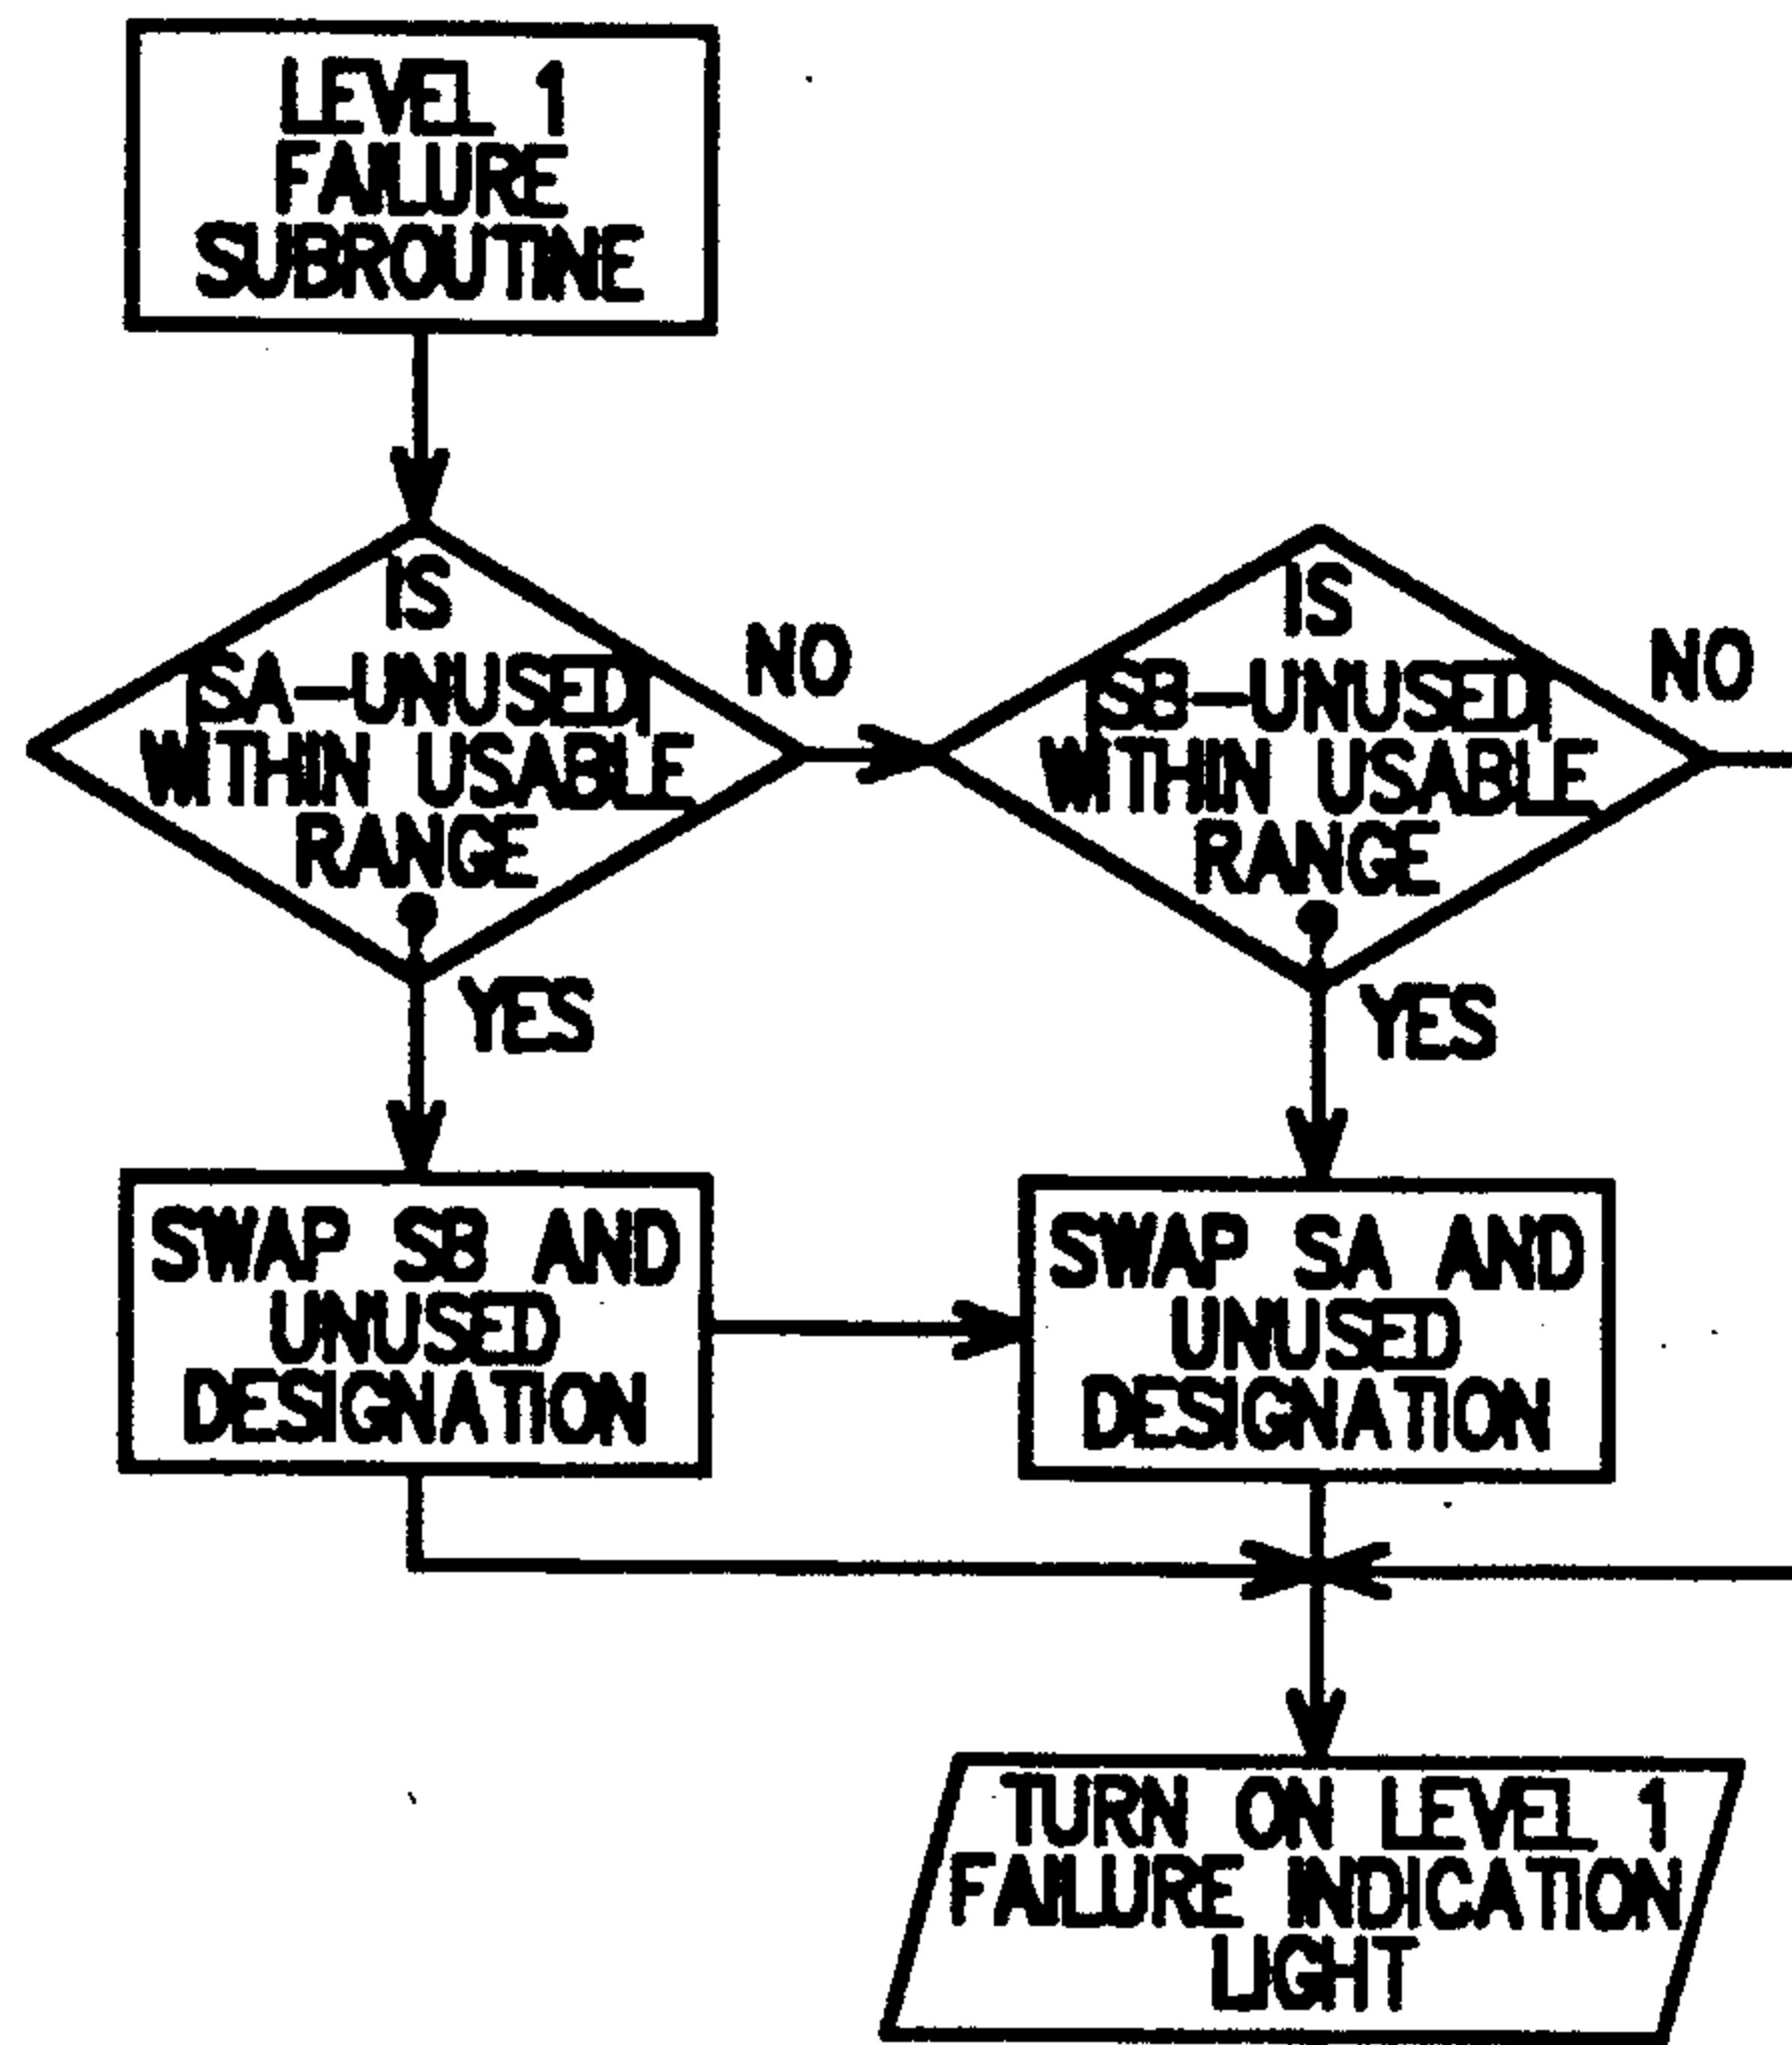 LEVEL 1
FAILURE
SUBROUTINE
IS
|SA-UNUSED|
WITHIN USABLE
RANGE
NO
YES
IS
|SB-UNUSED|
WITHIN USABLE
RANGE
NO
YES
SWAP SB AND
UNUSED
DESIGNATION
SWAP SA AND
UNUSED
DESIGNATION
TURN ON LEVEL 1
FAILURE INDICATION
LIGHT